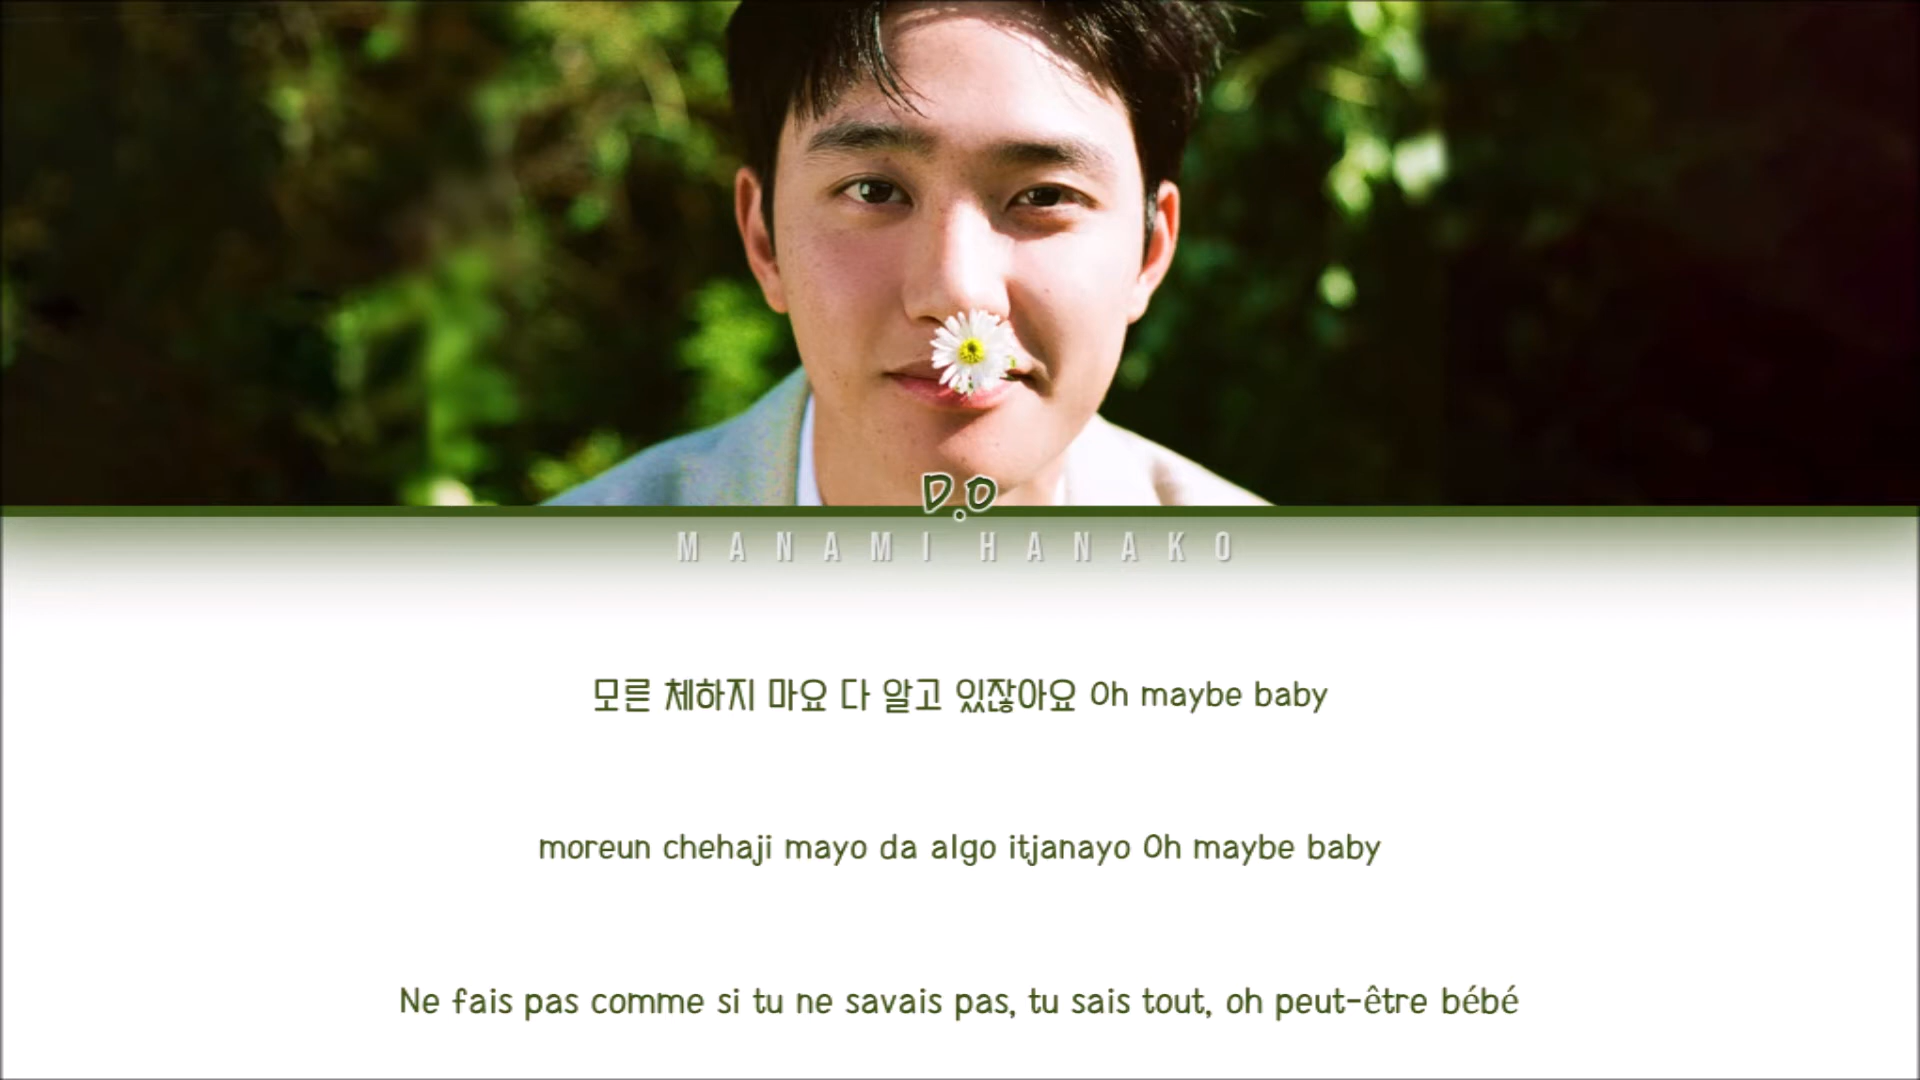 D.O
MANAMI HANAKO
모른 체하지 마요 다 알고 있잖아요 Oh maybe baby
moreun chehaji mayo da algo itjanayo Oh maybe baby
Ne fais pas comme si tu ne savais pas, tu sais tout, oh peut-être bébé